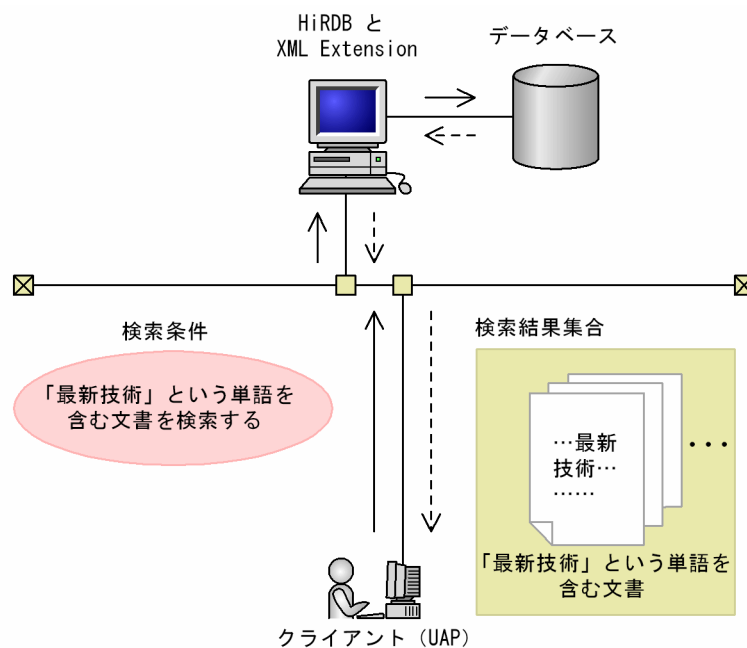 HiRDB と
XML Extension
データベース
検索条件
「最新技術」という単語を
含む文書を検索する
検索結果集合
…最新
技術…
……
・・・
「最新技術」という単語を
含む文書
クライアント（UAP）